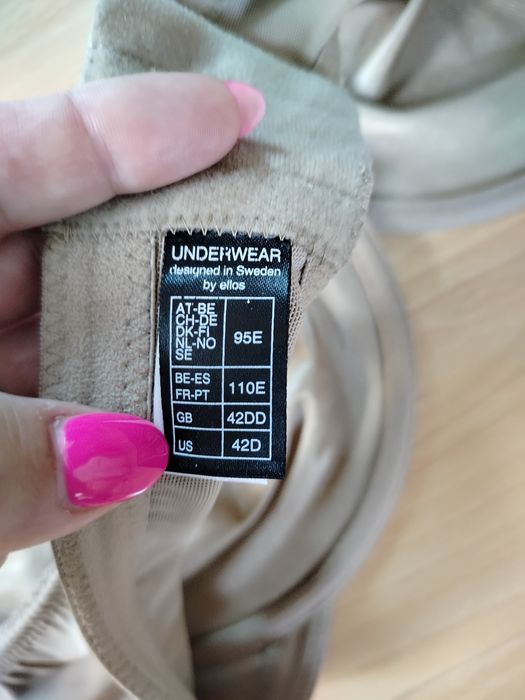 UNDERWEAR
designed in Sweden
by ellos
AT-BE
CH-DE
DK-FI
NL-NO
SE
95E
BE-ES
FR-PT
110E
GB
42DD
US
42D